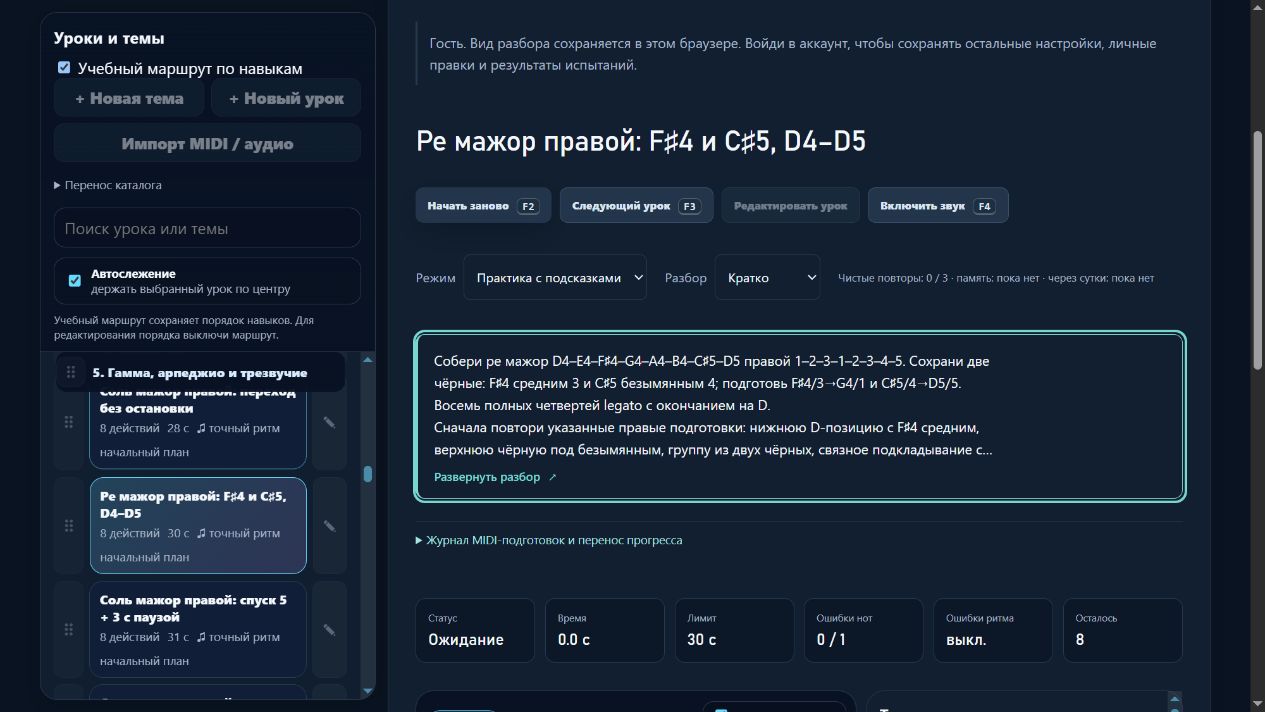 Уроки и темы
Учебный маршрут по навыкам
+ Новая тема
+ Новый урок
Импорт MIDI / аудио
Перенос каталога
Поиск урока или темы
Автослежение
держать выбранный урок по центру
Учебный маршрут сохраняет порядок навыков. Для
редактирования порядка выключи маршрут.
5. Гамма, арпеджио и трезвучие
Соль мажор правой: переход
без остановки
8 действий 28 с ♫ точный ритм
начальный план
Ре мажор правой: F♯4 и C♯5,
D4–D5
8 действий 30 с ♫ точный ритм
начальный план
Соль мажор правой: спуск 5
+ 3 с паузой
8 действий 31 с ♫ точный ритм
начальный план
Гость. Вид разбора сохраняется в этом браузере. Войди в аккаунт, чтобы сохранять остальные настройки, личные
правки и результаты испытаний.
Ре мажор правой: F♯4 и C♯5, D4–D5
Начать заново F2
Следующий урок F3
Редактировать урок
Включить звук F4
Режим
Практика с подсказками
Разбор
Кратко
Чистые повторы: 0 / 3 · память: пока нет · через сутки: пока нет
Собери ре мажор D4–E4–F♯4–G4–A4–B4–C♯5–D5 правой 1–2–3–1–2–3–4–5. Сохрани две
чёрные: F♯4 средним 3 и C♯5 безымянным 4; подготовь F♯4/3→G4/1 и C♯5/4→D5/5.
Восемь полных четвертей legato с окончанием на D.
Сначала повтори указанные правые подготовки: нижнюю D-позицию с F♯4 средним,
верхнюю чёрную под безымянным, группу из двух чёрных, связное подкладывание с…
Развернуть разбор ↗
Журнал MIDI-подготовок и перенос прогресса
Статус
Ожидание
Время
0.0 с
Лимит
30 с
Ошибки нот
0 / 1
Ошибки ритма
выкл.
Осталось
8